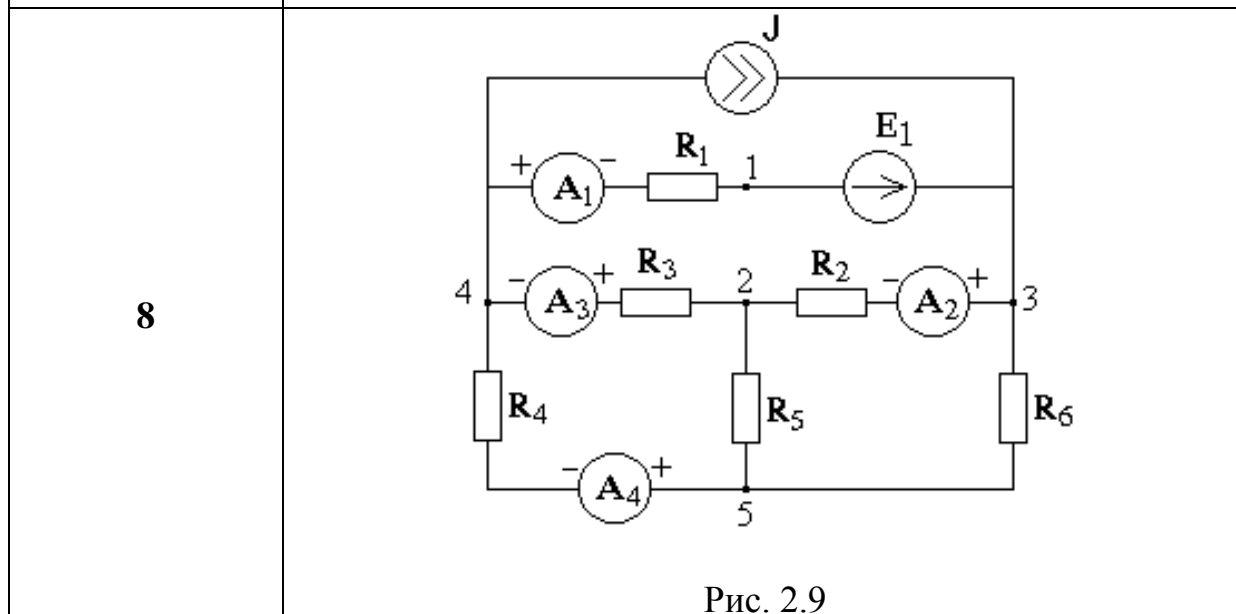 J
E1
R1
1
+ A1 −
4
− A3 +
R3
2
R2
− A2 +
3
8
R4
R5
R6
− A4 +
5
Рис. 2.9